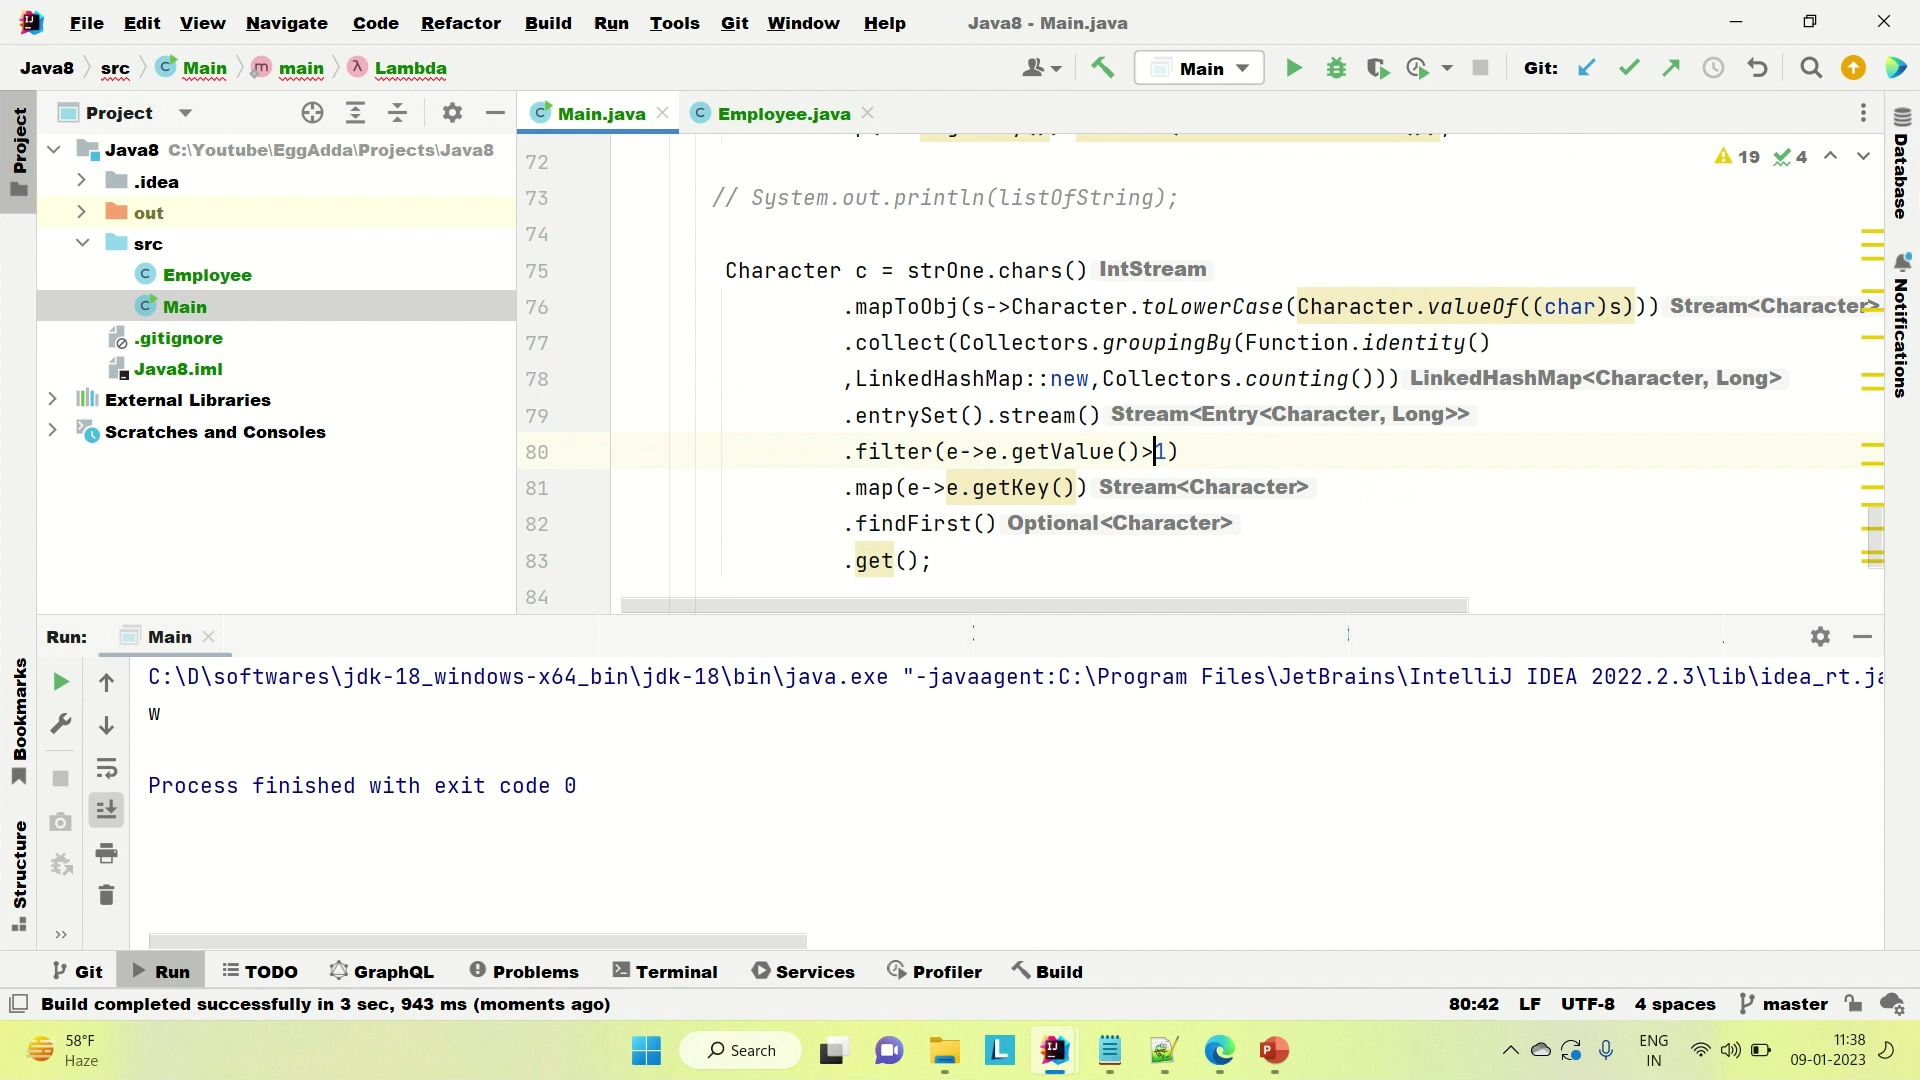 File Edit View Navigate Code Refactor Build Run Tools Git Window Help Java8 - Main.java
Java8 src Main main Lambda Main Git:
Project Main.java Employee.java
Java8 C:\Youtube\EggAdda\Projects\Java8
.idea
out
src
Employee
Main
.gitignore
Java8.iml
External Libraries
Scratches and Consoles
Project
Bookmarks
Structure
Database
Notifications
19 4
72
73 // System.out.println(listOfString);
74
75 Character c = strOne.chars() IntStream
76 .mapToObj(s->Character.toLowerCase(Character.valueOf((char)s))) Stream<Character>
77 .collect(Collectors.groupingBy(Function.identity()
78 ,LinkedHashMap::new,Collectors.counting())) LinkedHashMap<Character, Long>
79 .entrySet().stream() Stream<Entry<Character, Long>>
80 .filter(e->e.getValue()>1)
81 .map(e->e.getKey()) Stream<Character>
82 .findFirst() Optional<Character>
83 .get();
84
Run: Main
C:\D\softwares\jdk-18_windows-x64_bin\jdk-18\bin\java.exe "-javaagent:C:\Program Files\JetBrains\IntelliJ IDEA 2022.2.3\lib\idea_rt.ja
w
Process finished with exit code 0
Git Run TODO GraphQL Problems Terminal Services Profiler Build
Build completed successfully in 3 sec, 943 ms (moments ago) 80:42 LF UTF-8 4 spaces master
58°F
Haze
Search
ENG
IN
11:38
09-01-2023